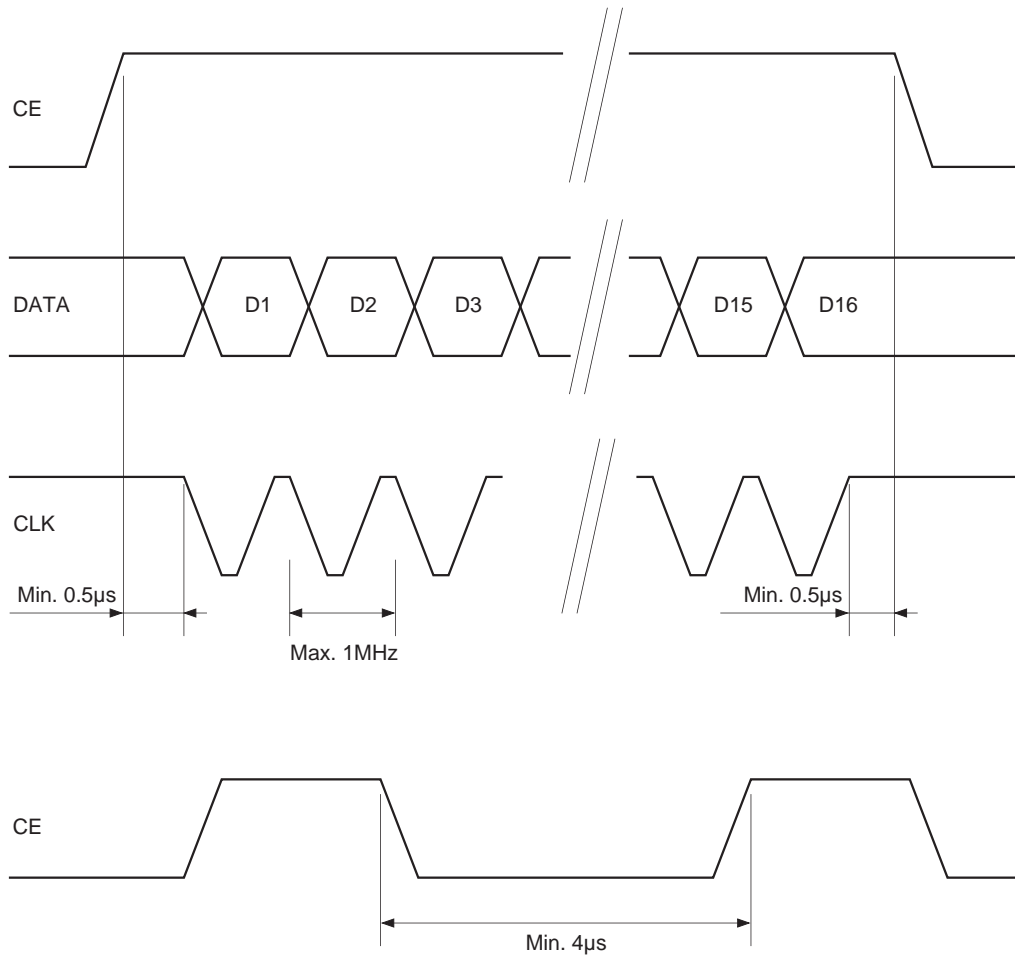 CE
DATA
D1
D2
D3
D15
D16
CLK
Min. 0.5µs
Min. 0.5µs
Max. 1MHz
CE
Min. 4µs